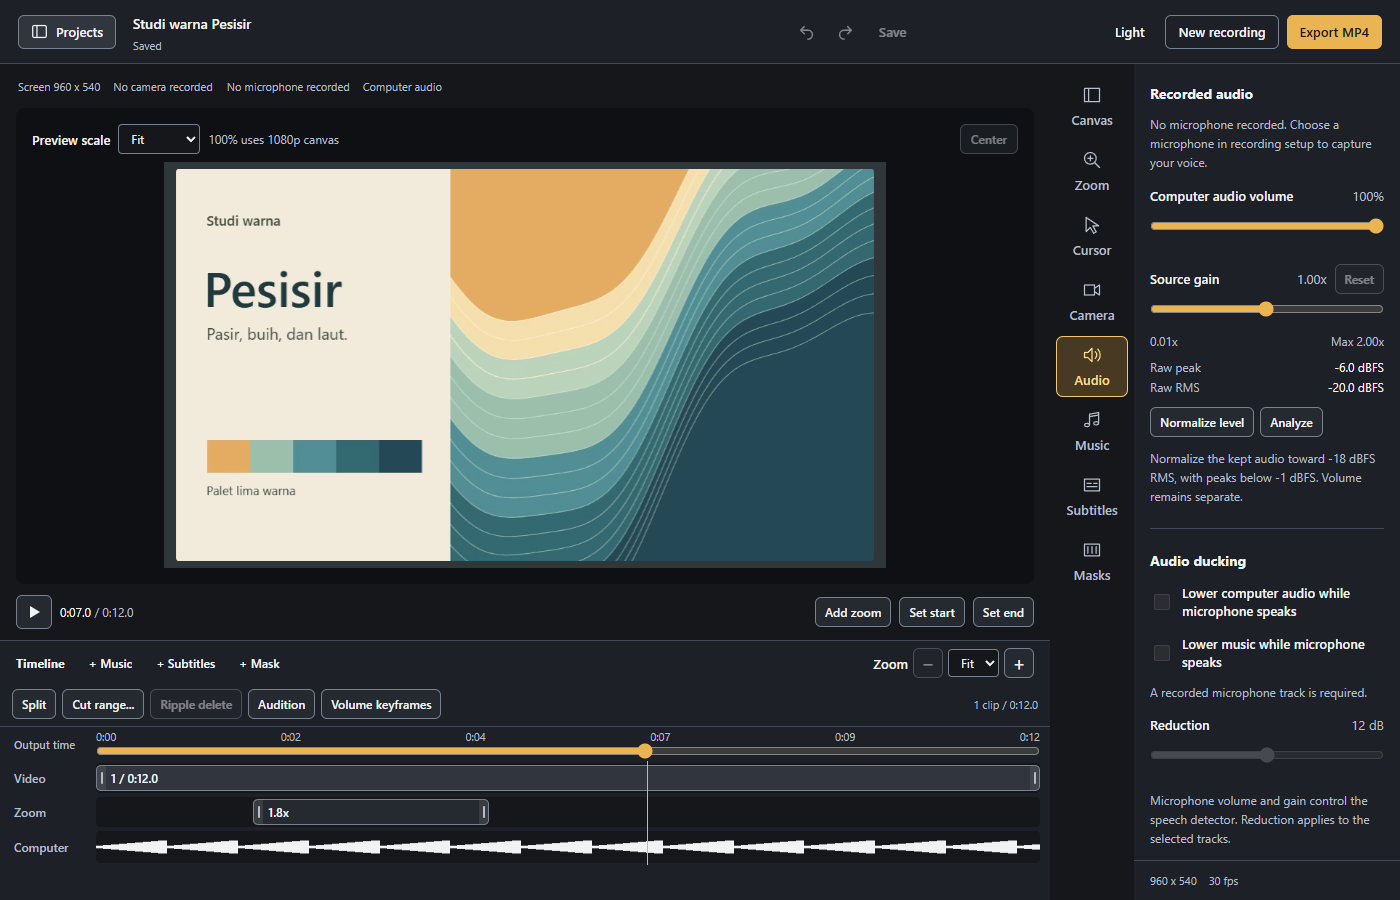 Projects
Studi warna Pesisir
Saved
Save
Light
New recording
Export MP4
Screen 960 x 540
No camera recorded
No microphone recorded
Computer audio
Preview scale
Fit
100% uses 1080p canvas
Center
Studi warna
Pesisir
Pasir, buih, dan laut.
Palet lima warna
0:07.0 / 0:12.0
Add zoom
Set start
Set end
Canvas
Zoom
Cursor
Camera
Audio
Music
Subtitles
Masks
Recorded audio
No microphone recorded. Choose a
microphone in recording setup to capture
your voice.
Computer audio volume
100%
Source gain
1.00x
Reset
0.01x
Max 2.00x
Raw peak
-6.0 dBFS
Raw RMS
-20.0 dBFS
Normalize level
Analyze
Normalize the kept audio toward -18 dBFS
RMS, with peaks below -1 dBFS. Volume
remains separate.
Audio ducking
Lower computer audio while
microphone speaks
Lower music while microphone
speaks
A recorded microphone track is required.
Reduction
12 dB
Microphone volume and gain control the
speech detector. Reduction applies to the
selected tracks.
960 x 540
30 fps
Timeline
+ Music
+ Subtitles
+ Mask
Zoom
−
Fit
+
Split
Cut range...
Ripple delete
Audition
Volume keyframes
1 clip / 0:12.0
Output time
0:00
0:02
0:04
0:07
0:09
0:12
Video
1 / 0:12.0
Zoom
1.8x
Computer